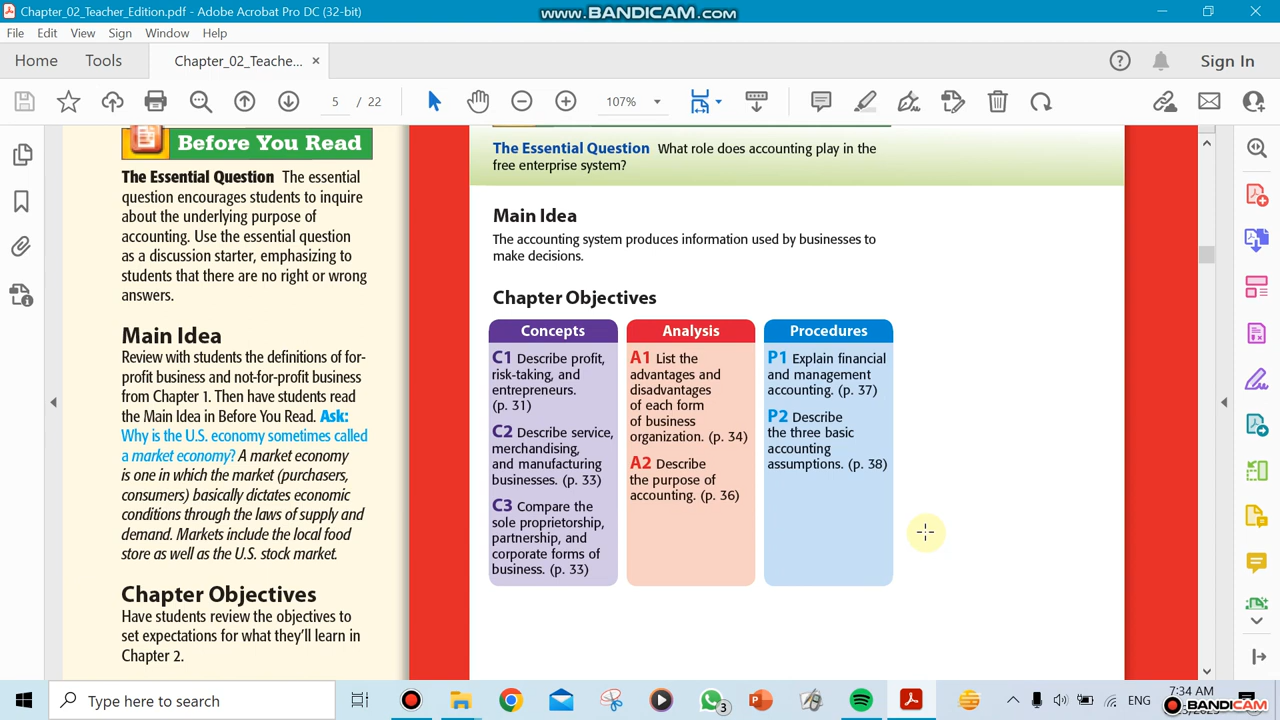 Chapter_02_Teacher_Edition.pdf - Adobe Acrobat Pro DC (32-bit)
www.BANDICAM.com
File Edit View Sign Window Help
Home Tools Chapter_02_Teache... × Sign In
5 / 22 107%
Before You Read
The Essential Question The essential
question encourages students to inquire
about the underlying purpose of
accounting. Use the essential question
as a discussion starter, emphasizing to
students that there are no right or wrong
answers.
Main Idea
Review with students the definitions of for-
profit business and not-for-profit business
from Chapter 1. Then have students read
the Main Idea in Before You Read. Ask:
Why is the U.S. economy sometimes called
a market economy? A market economy
is one in which the market (purchasers,
consumers) basically dictates economic
conditions through the laws of supply and
demand. Markets include the local food
store as well as the U.S. stock market.
Chapter Objectives
Have students review the objectives to
set expectations for what they'll learn in
Chapter 2.
The Essential Question What role does accounting play in the
free enterprise system?
Main Idea
The accounting system produces information used by businesses to
make decisions.
Chapter Objectives
Concepts
C1 Describe profit,
risk-taking, and
entrepreneurs.
(p. 31)
C2 Describe service,
merchandising,
and manufacturing
businesses. (p. 33)
C3 Compare the
sole proprietorship,
partnership, and
corporate forms of
business. (p. 33)
Analysis
A1 List the
advantages and
disadvantages
of each form
of business
organization. (p. 34)
A2 Describe
the purpose of
accounting. (p. 36)
Procedures
P1 Explain financial
and management
accounting. (p. 37)
P2 Describe
the three basic
accounting
assumptions. (p. 38)
Type here to search
3
ENG
7:34 AM
BANDICAM